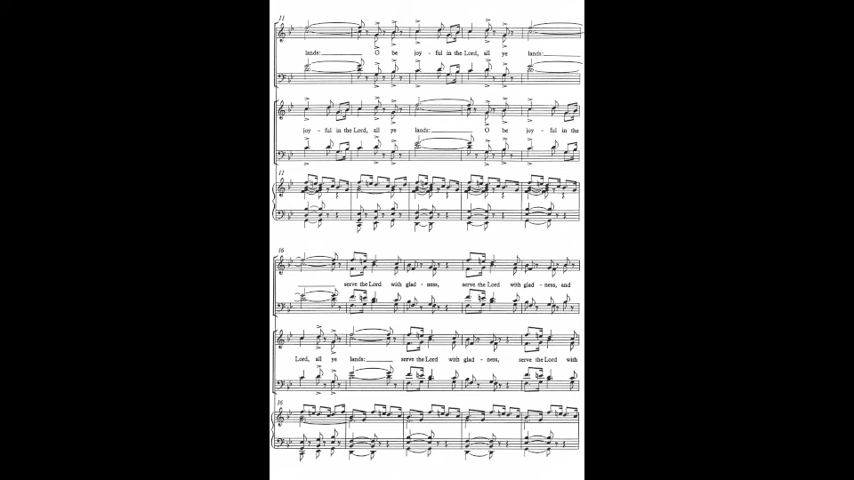 11
lands: O be joy - ful in the Lord, all ye lands:
joy - ful in the Lord, all ye lands: O be joy - ful in the
11
16
serve the Lord with glad - ness, serve the Lord with glad - ness, and
Lord, all ye lands: serve the Lord with glad - ness, serve the Lord with
16